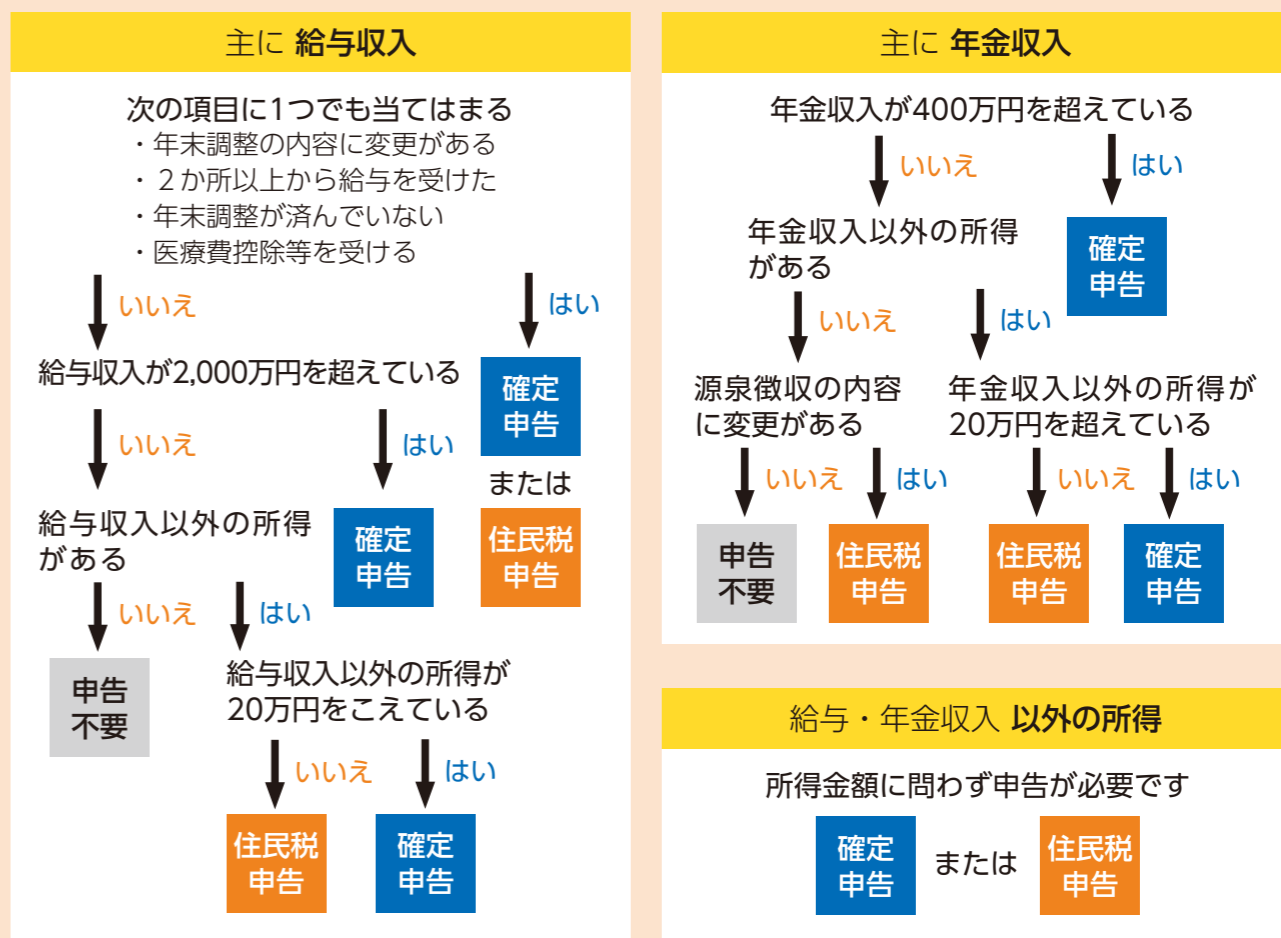 主に 給与収入
次の項目に1つでも当てはまる
・年末調整の内容に変更がある
・２か所以上から給与を受けた
・年末調整が済んでいない
・医療費控除等を受ける
いいえ
はい
給与収入が2,000万円を超えている
確定
申告
または
住民税
申告
いいえ
はい
給与収入以外の所得
がある
確定
申告
いいえ
はい
申告
不要
給与収入以外の所得が
20万円をこえている
いいえ
はい
住民税
申告
確定
申告
主に 年金収入
年金収入が400万円を超えている
いいえ
はい
年金収入以外の所得
がある
確定
申告
いいえ
はい
源泉徴収の内容
に変更がある
年金収入以外の所得が
20万円を超えている
いいえ
はい
いいえ
はい
申告
不要
住民税
申告
住民税
申告
確定
申告
給与・年金収入 以外の所得
所得金額に問わず申告が必要です
確定
申告
または
住民税
申告